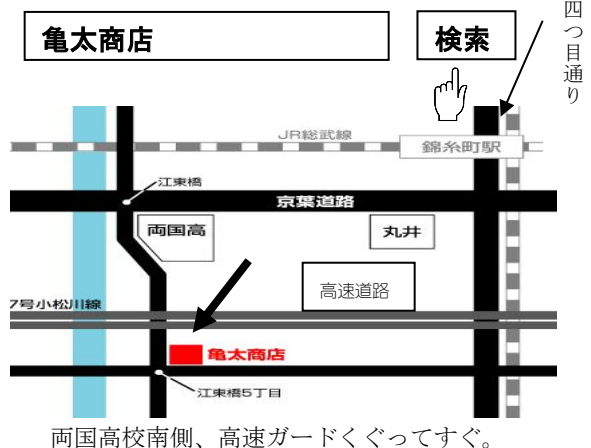 四つ目通り
亀太商店
検索
JR総武線
錦糸町駅
江東橋
京葉道路
両国高
丸井
高速道路
7号小松川線
亀太商店
江東橋5丁目
両国高校南側、高速ガードくぐってすぐ。